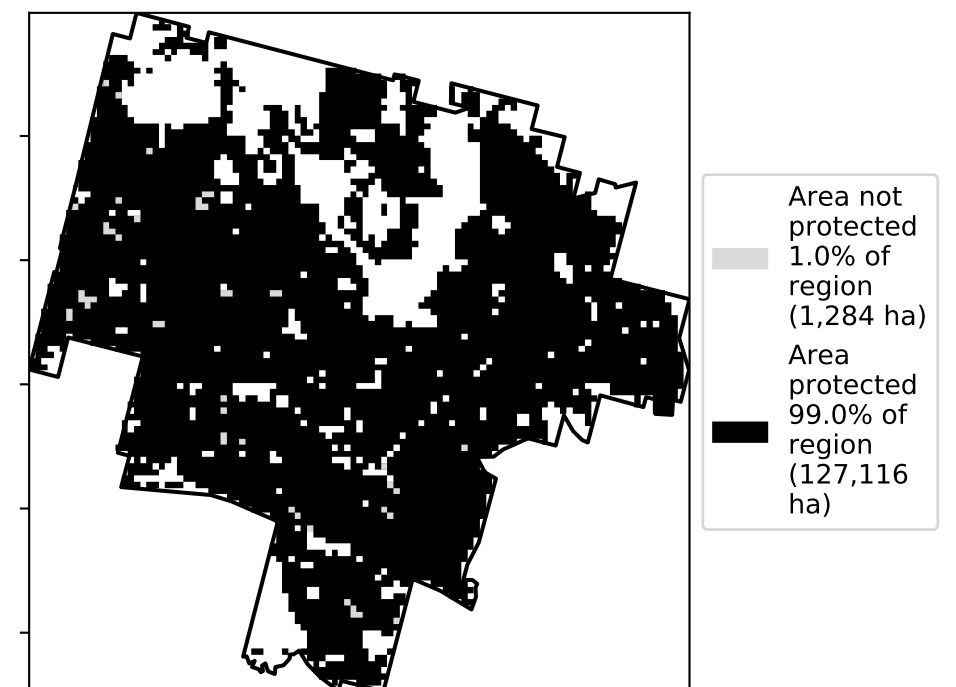 Area not
protected
1.0% of
region
(1,284 ha)
Area
protected
99.0% of
region
(127,116
ha)